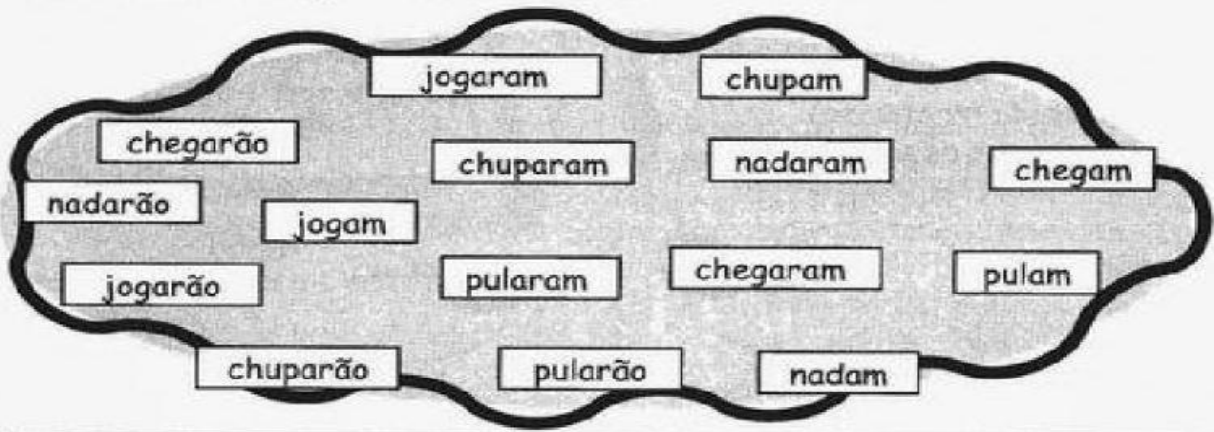 jogaram
chupam
chegarão
chuparam
nadaram
chegam
nadarão
jogam
jogarão
pularam
chegaram
pulam
chuparão
pularão
nadam